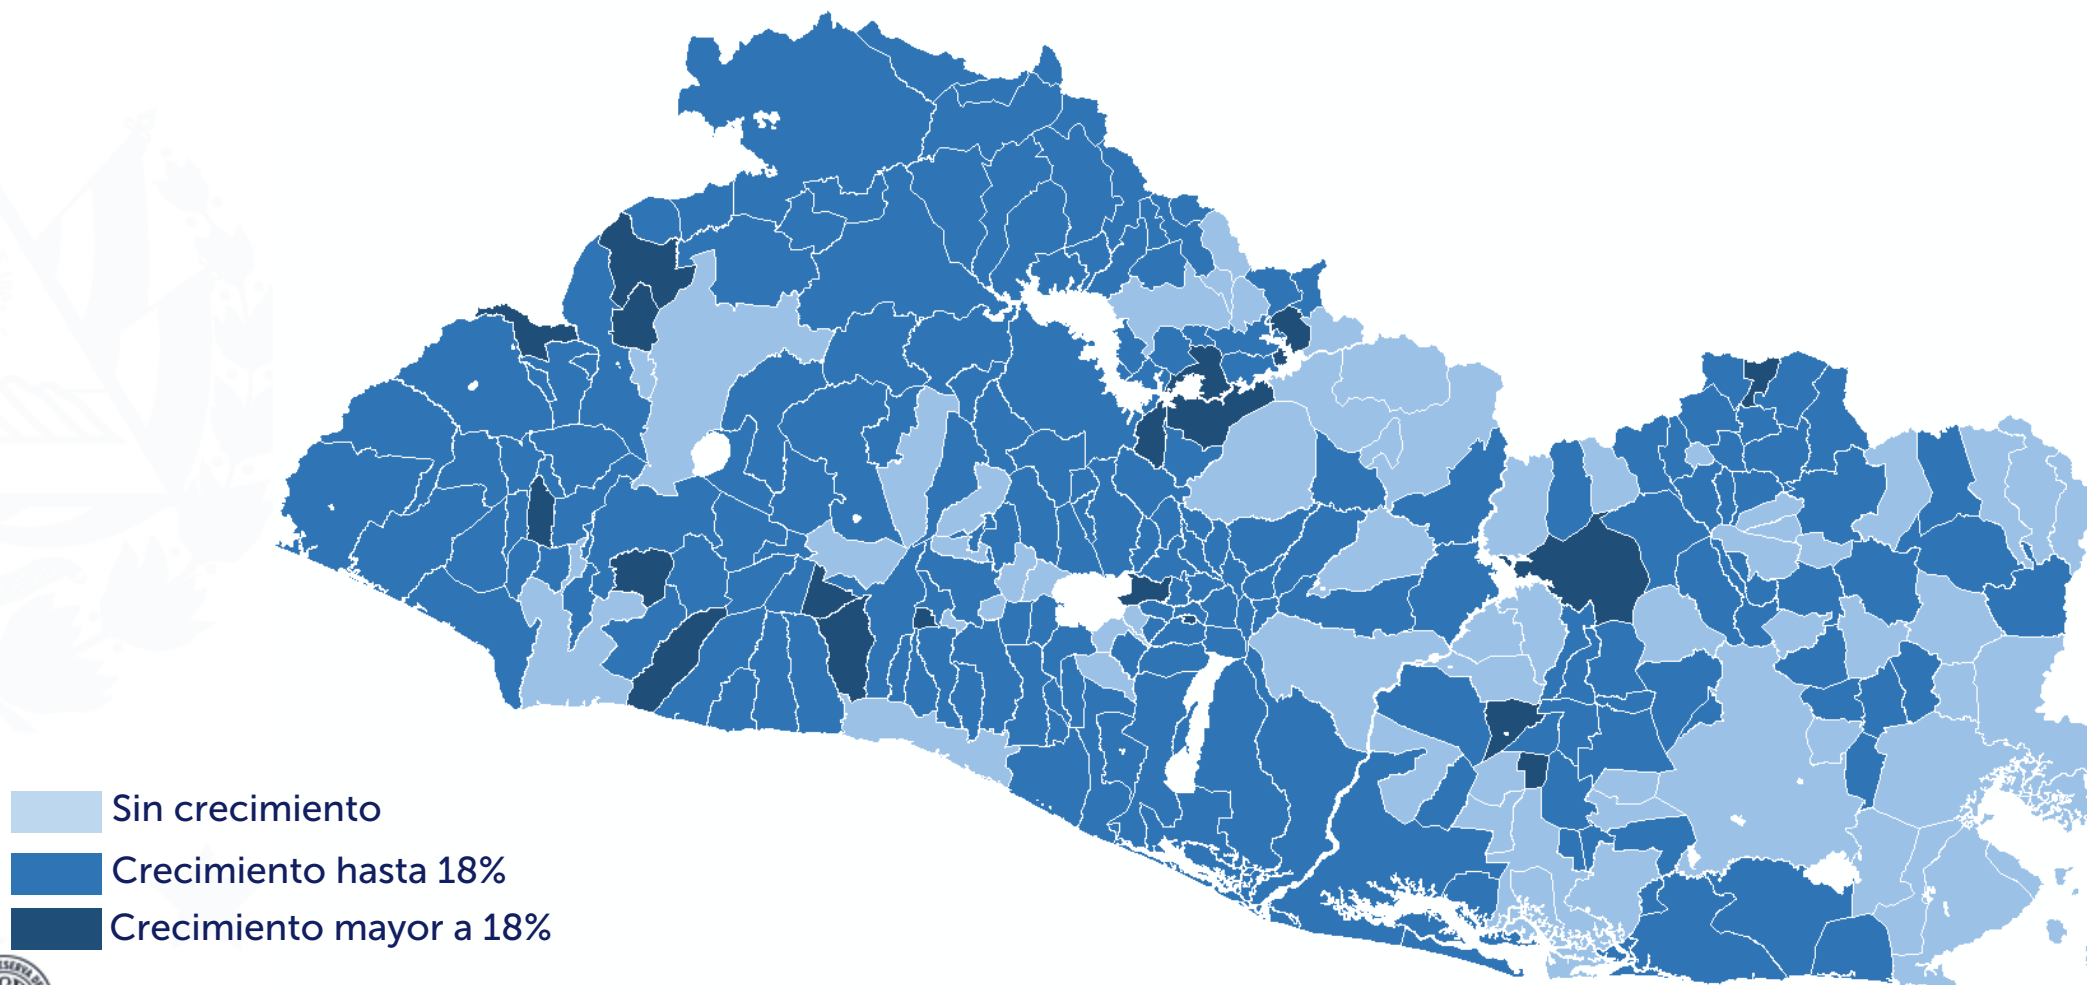 Sin crecimiento
Crecimiento hasta 18%
Crecimiento mayor a 18%